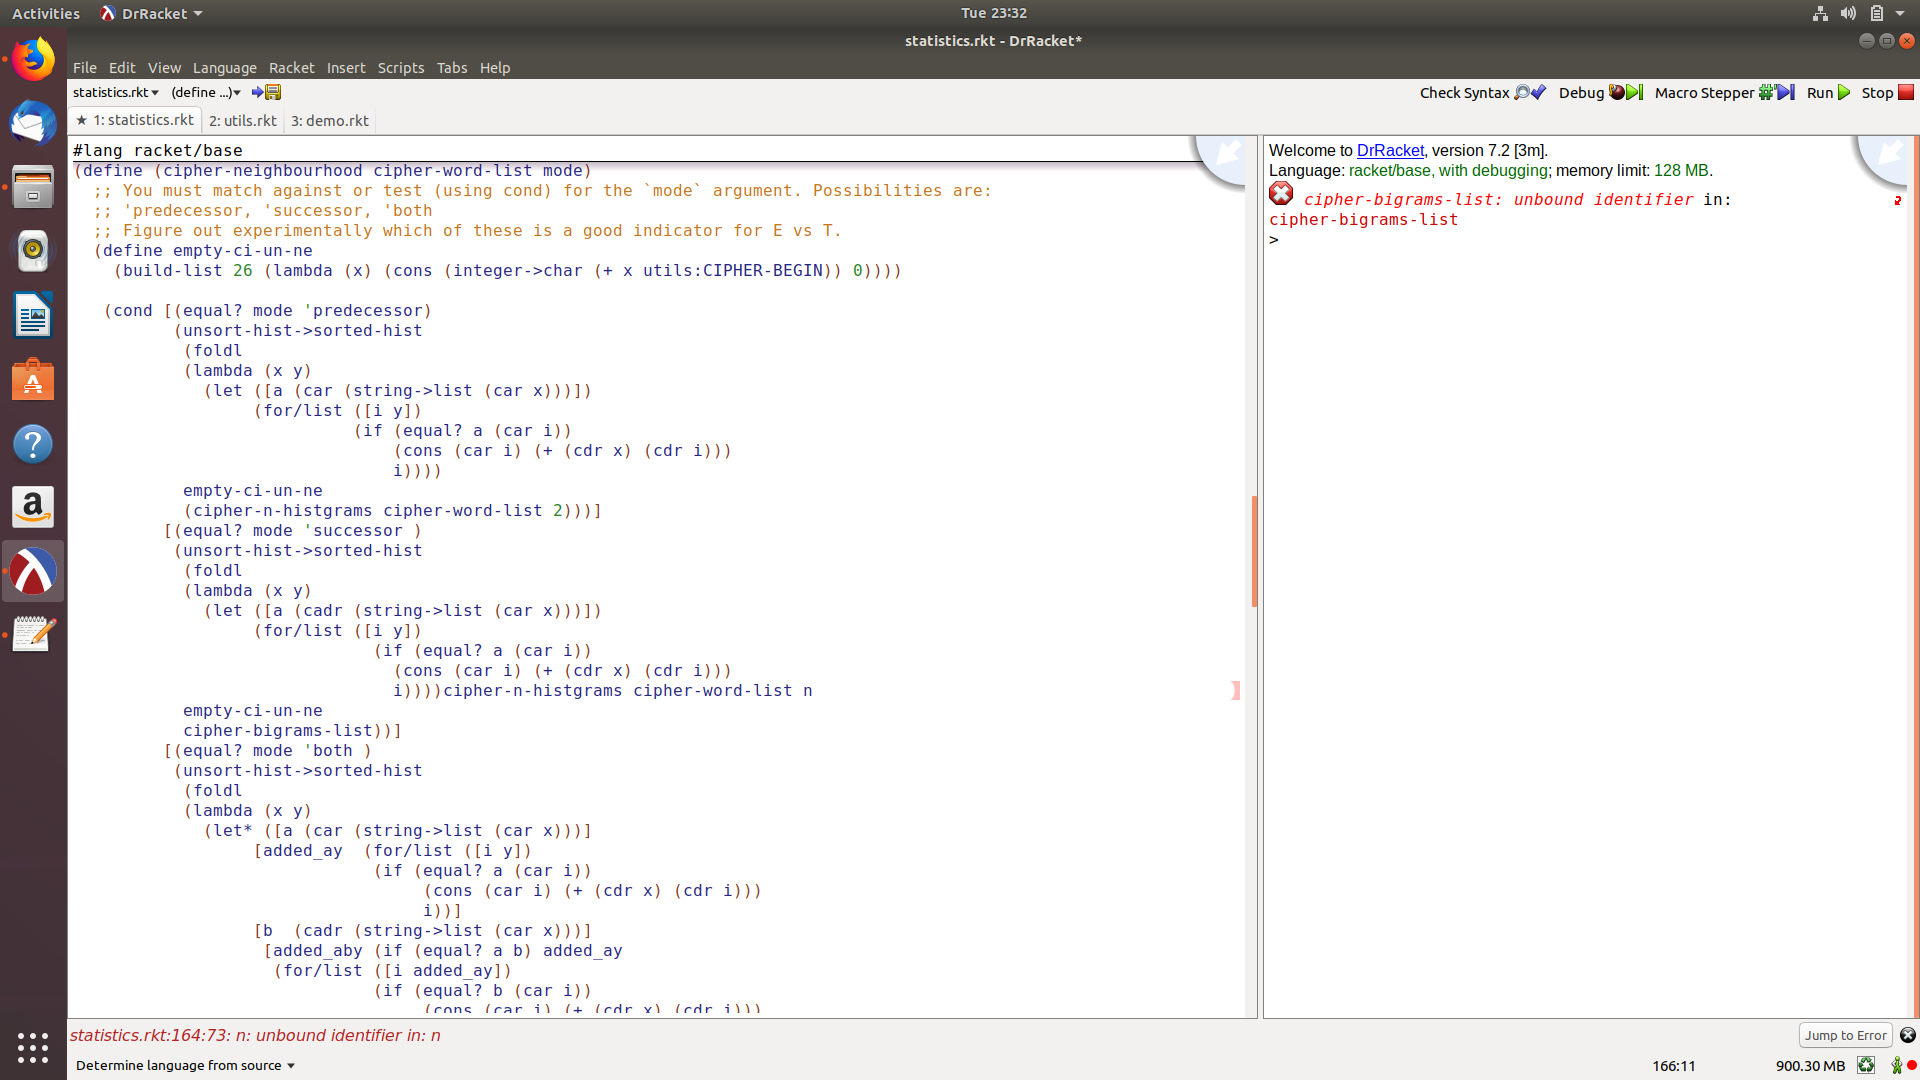 Activities DrRacket Tue 23:32
statistics.rkt - DrRacket*
File Edit View Language Racket Insert Scripts Tabs Help
statistics.rkt (define ...) Check Syntax Debug Macro Stepper Run Stop
★ 1: statistics.rkt 2: utils.rkt 3: demo.rkt
#lang racket/base
(define (cipher-neighbourhood cipher-word-list mode)
;; You must match against or test (using cond) for the `mode` argument. Possibilities are:
;; 'predecessor, 'successor, 'both
;; Figure out experimentally which of these is a good indicator for E vs T.
(define empty-ci-un-ne
(build-list 26 (lambda (x) (cons (integer->char (+ x utils:CIPHER-BEGIN)) 0))))
(cond [(equal? mode 'predecessor)
(unsort-hist->sorted-hist
(foldl
(lambda (x y)
(let ([a (car (string->list (car x)))])
(for/list ([i y])
(if (equal? a (car i))
(cons (car i) (+ (cdr x) (cdr i)))
i))))
empty-ci-un-ne
(cipher-n-histgrams cipher-word-list 2)))]
[(equal? mode 'successor )
(unsort-hist->sorted-hist
(foldl
(lambda (x y)
(let ([a (cadr (string->list (car x)))])
(for/list ([i y])
(if (equal? a (car i))
(cons (car i) (+ (cdr x) (cdr i)))
i))))cipher-n-histgrams cipher-word-list n
empty-ci-un-ne
cipher-bigrams-list))]
[(equal? mode 'both )
(unsort-hist->sorted-hist
(foldl
(lambda (x y)
(let* ([a (car (string->list (car x)))]
[added_ay (for/list ([i y])
(if (equal? a (car i))
(cons (car i) (+ (cdr x) (cdr i)))
i))]
[b (cadr (string->list (car x)))]
[added_aby (if (equal? a b) added_ay
(for/list ([i added_ay])
(if (equal? b (car i))
(cons (car i) (+ (cdr x) (cdr i)))
Welcome to DrRacket, version 7.2 [3m].
Language: racket/base, with debugging; memory limit: 128 MB.
cipher-bigrams-list: unbound identifier in:
cipher-bigrams-list
>
statistics.rkt:164:73: n: unbound identifier in: n
Jump to Error
Determine language from source 166:11 900.30 MB